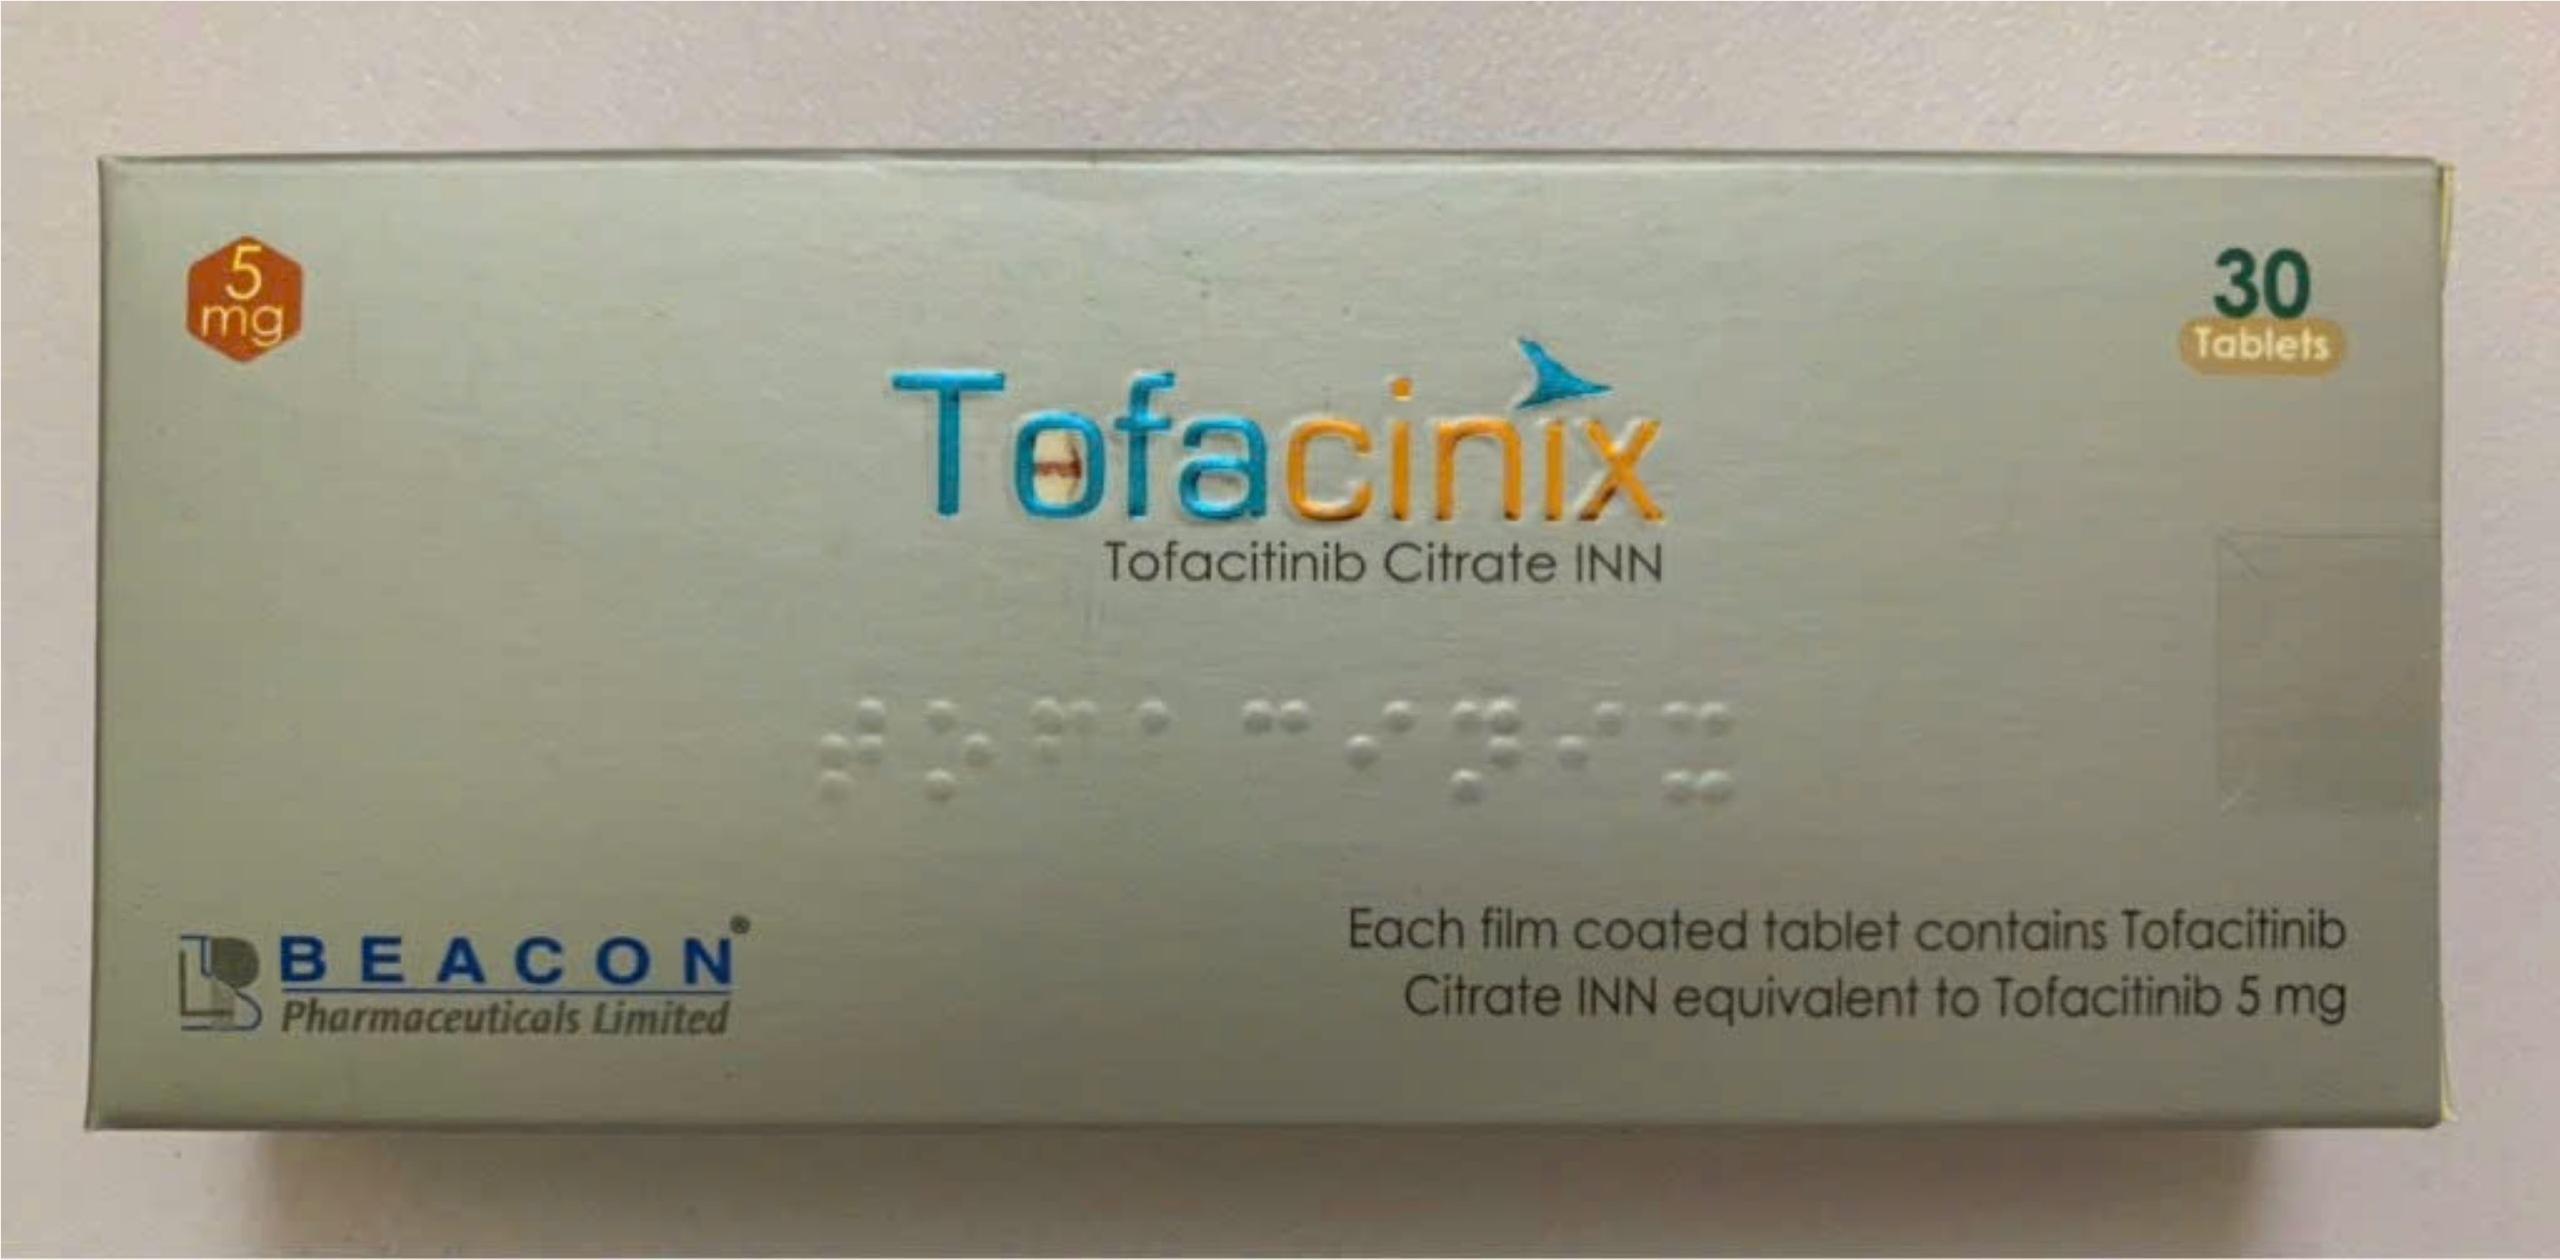 5
mg
30
Tablets
Tofacinix
Tofacitinib Citrate INN
⠞⠕⠋⠁⠉⠊⠝⠊⠭
BEACON®
Pharmaceuticals Limited
Each film coated tablet contains Tofacitinib
Citrate INN equivalent to Tofacitinib 5 mg